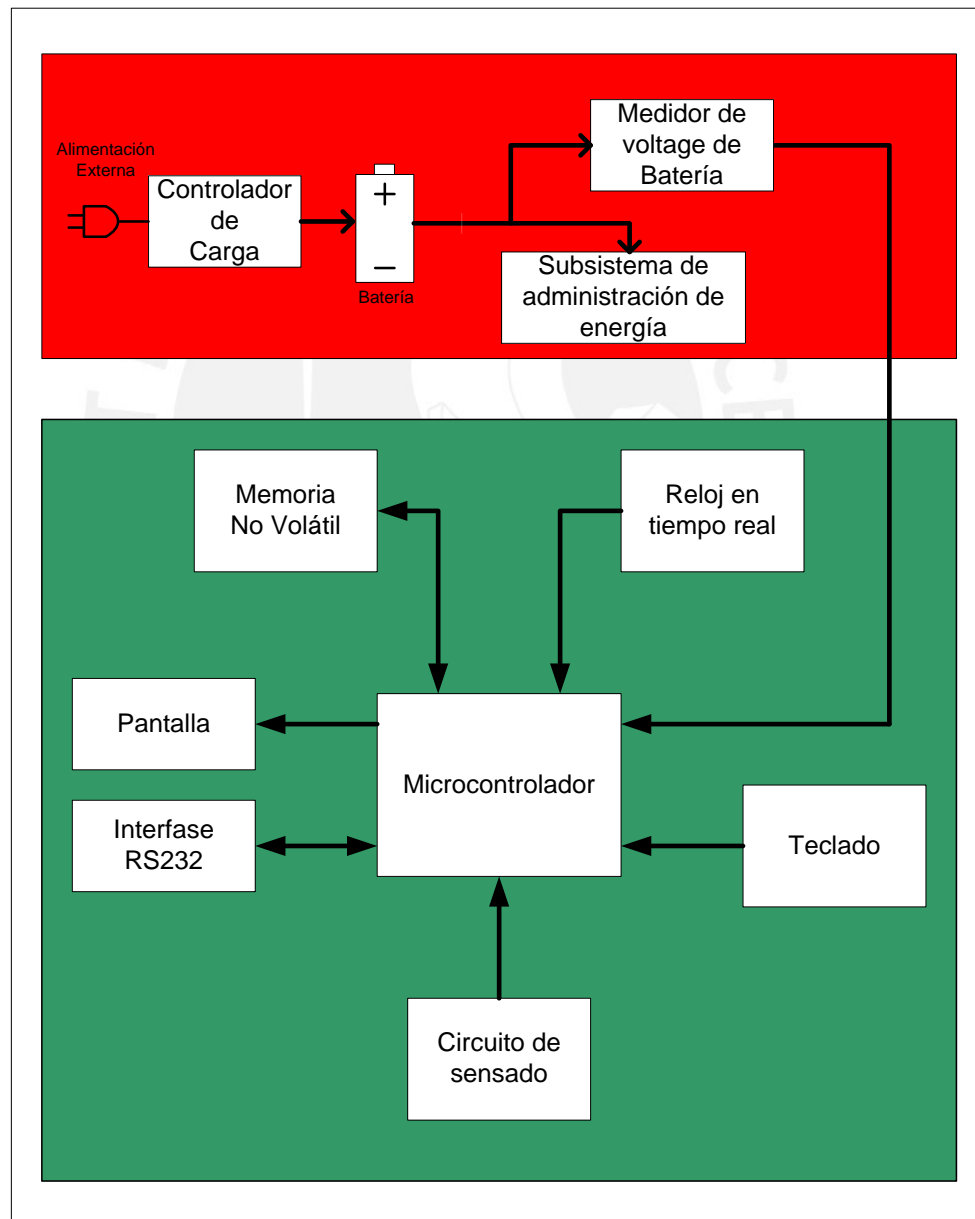 Alimentación
Externa
Controlador
de
Carga
+
−
Batería
Medidor de
voltage de
Batería
Subsistema de
administración de
energía
Memoria
No Volátil
Reloj en
tiempo real
Pantalla
Microcontrolador
Interfase
RS232
Teclado
Circuito de
sensado